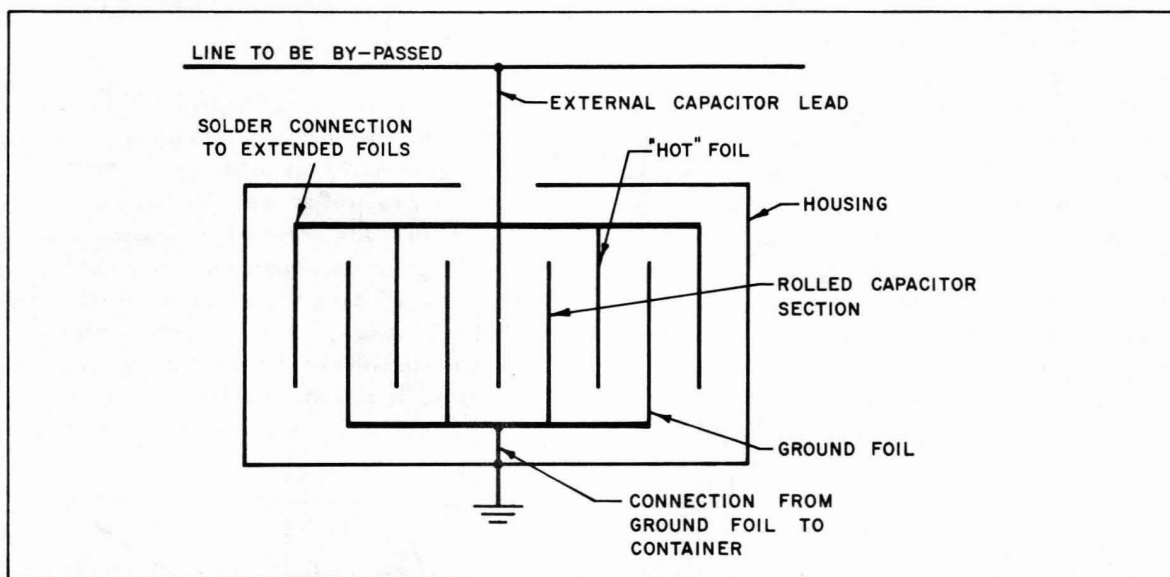 LINE TO BE BY-PASSED
EXTERNAL CAPACITOR LEAD
SOLDER CONNECTION
TO EXTENDED FOILS
"HOT" FOIL
HOUSING
ROLLED CAPACITOR
SECTION
GROUND FOIL
CONNECTION FROM
GROUND FOIL TO
CONTAINER